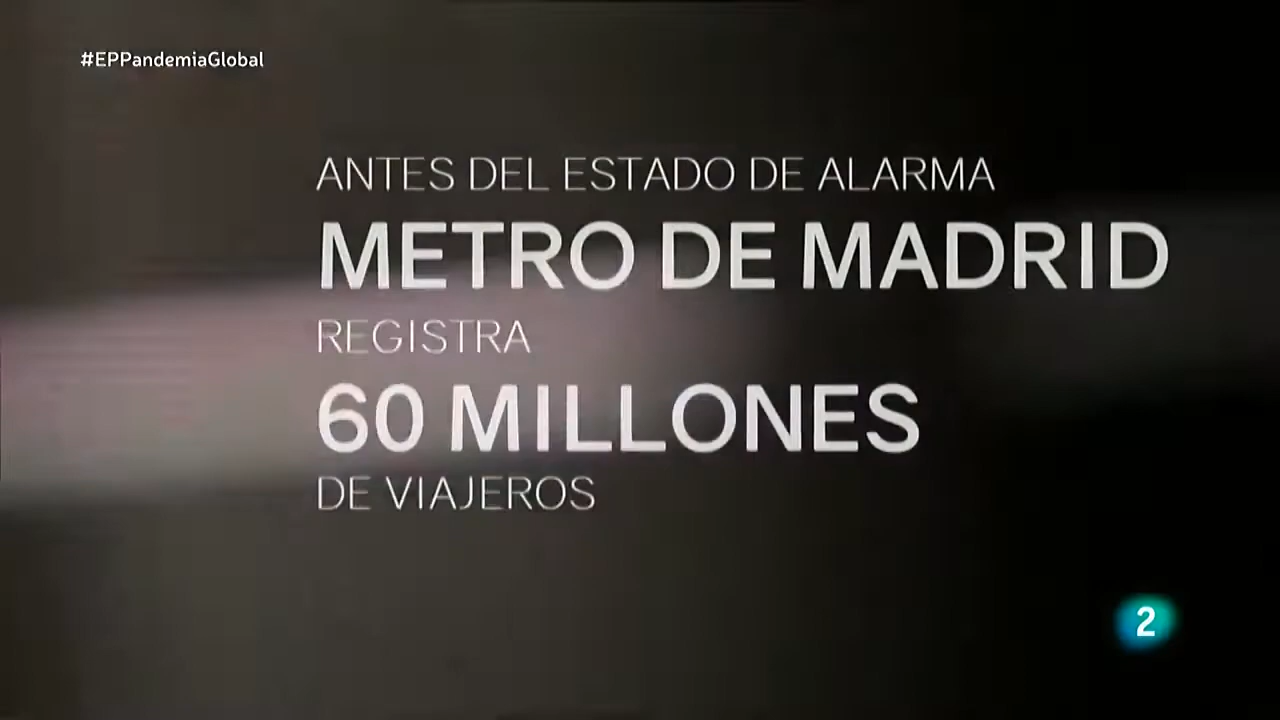 #EPPandemiaGlobal
ANTES DEL ESTADO DE ALARMA
METRO DE MADRID
REGISTRA
60 MILLONES
DE VIAJEROS
2